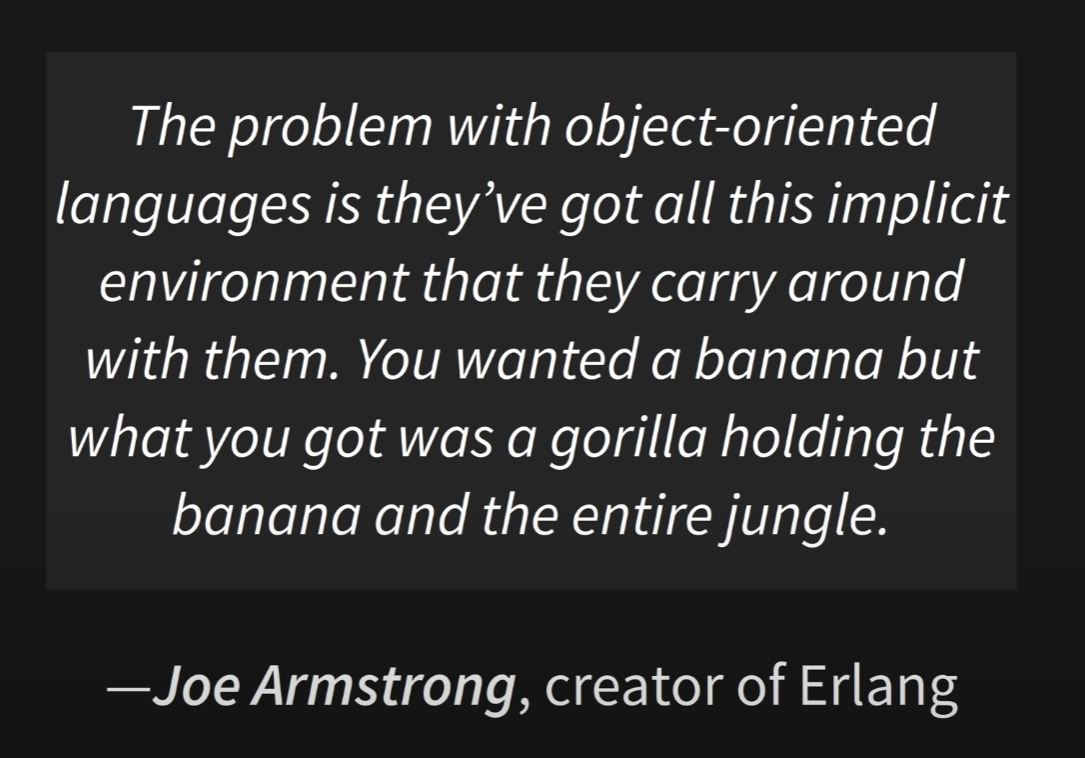 The problem with object-oriented
languages is they’ve got all this implicit
environment that they carry around
with them. You wanted a banana but
what you got was a gorilla holding the
banana and the entire jungle.
—Joe Armstrong, creator of Erlang